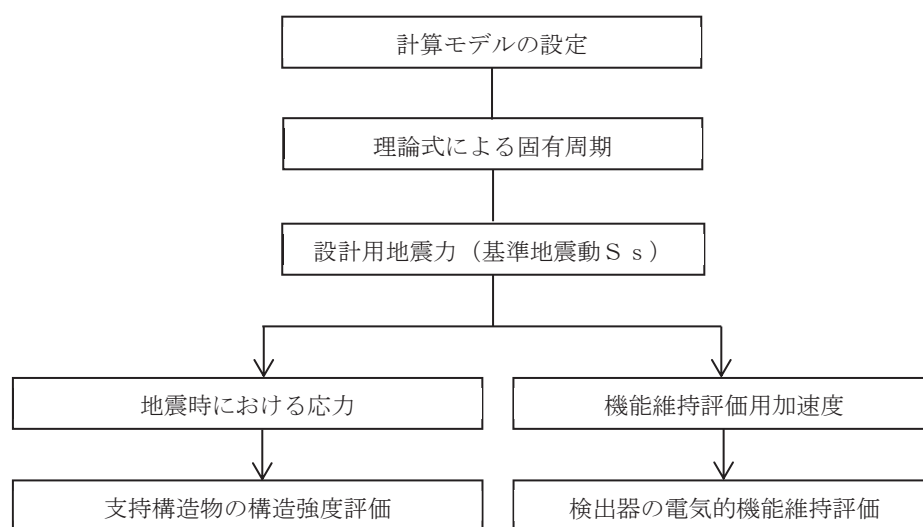 計算モデルの設定
理論式による固有周期
設計用地震力（基準地震動Ｓｓ）
地震時における応力
機能維持評価用加速度
支持構造物の構造強度評価
検出器の電気的機能維持評価